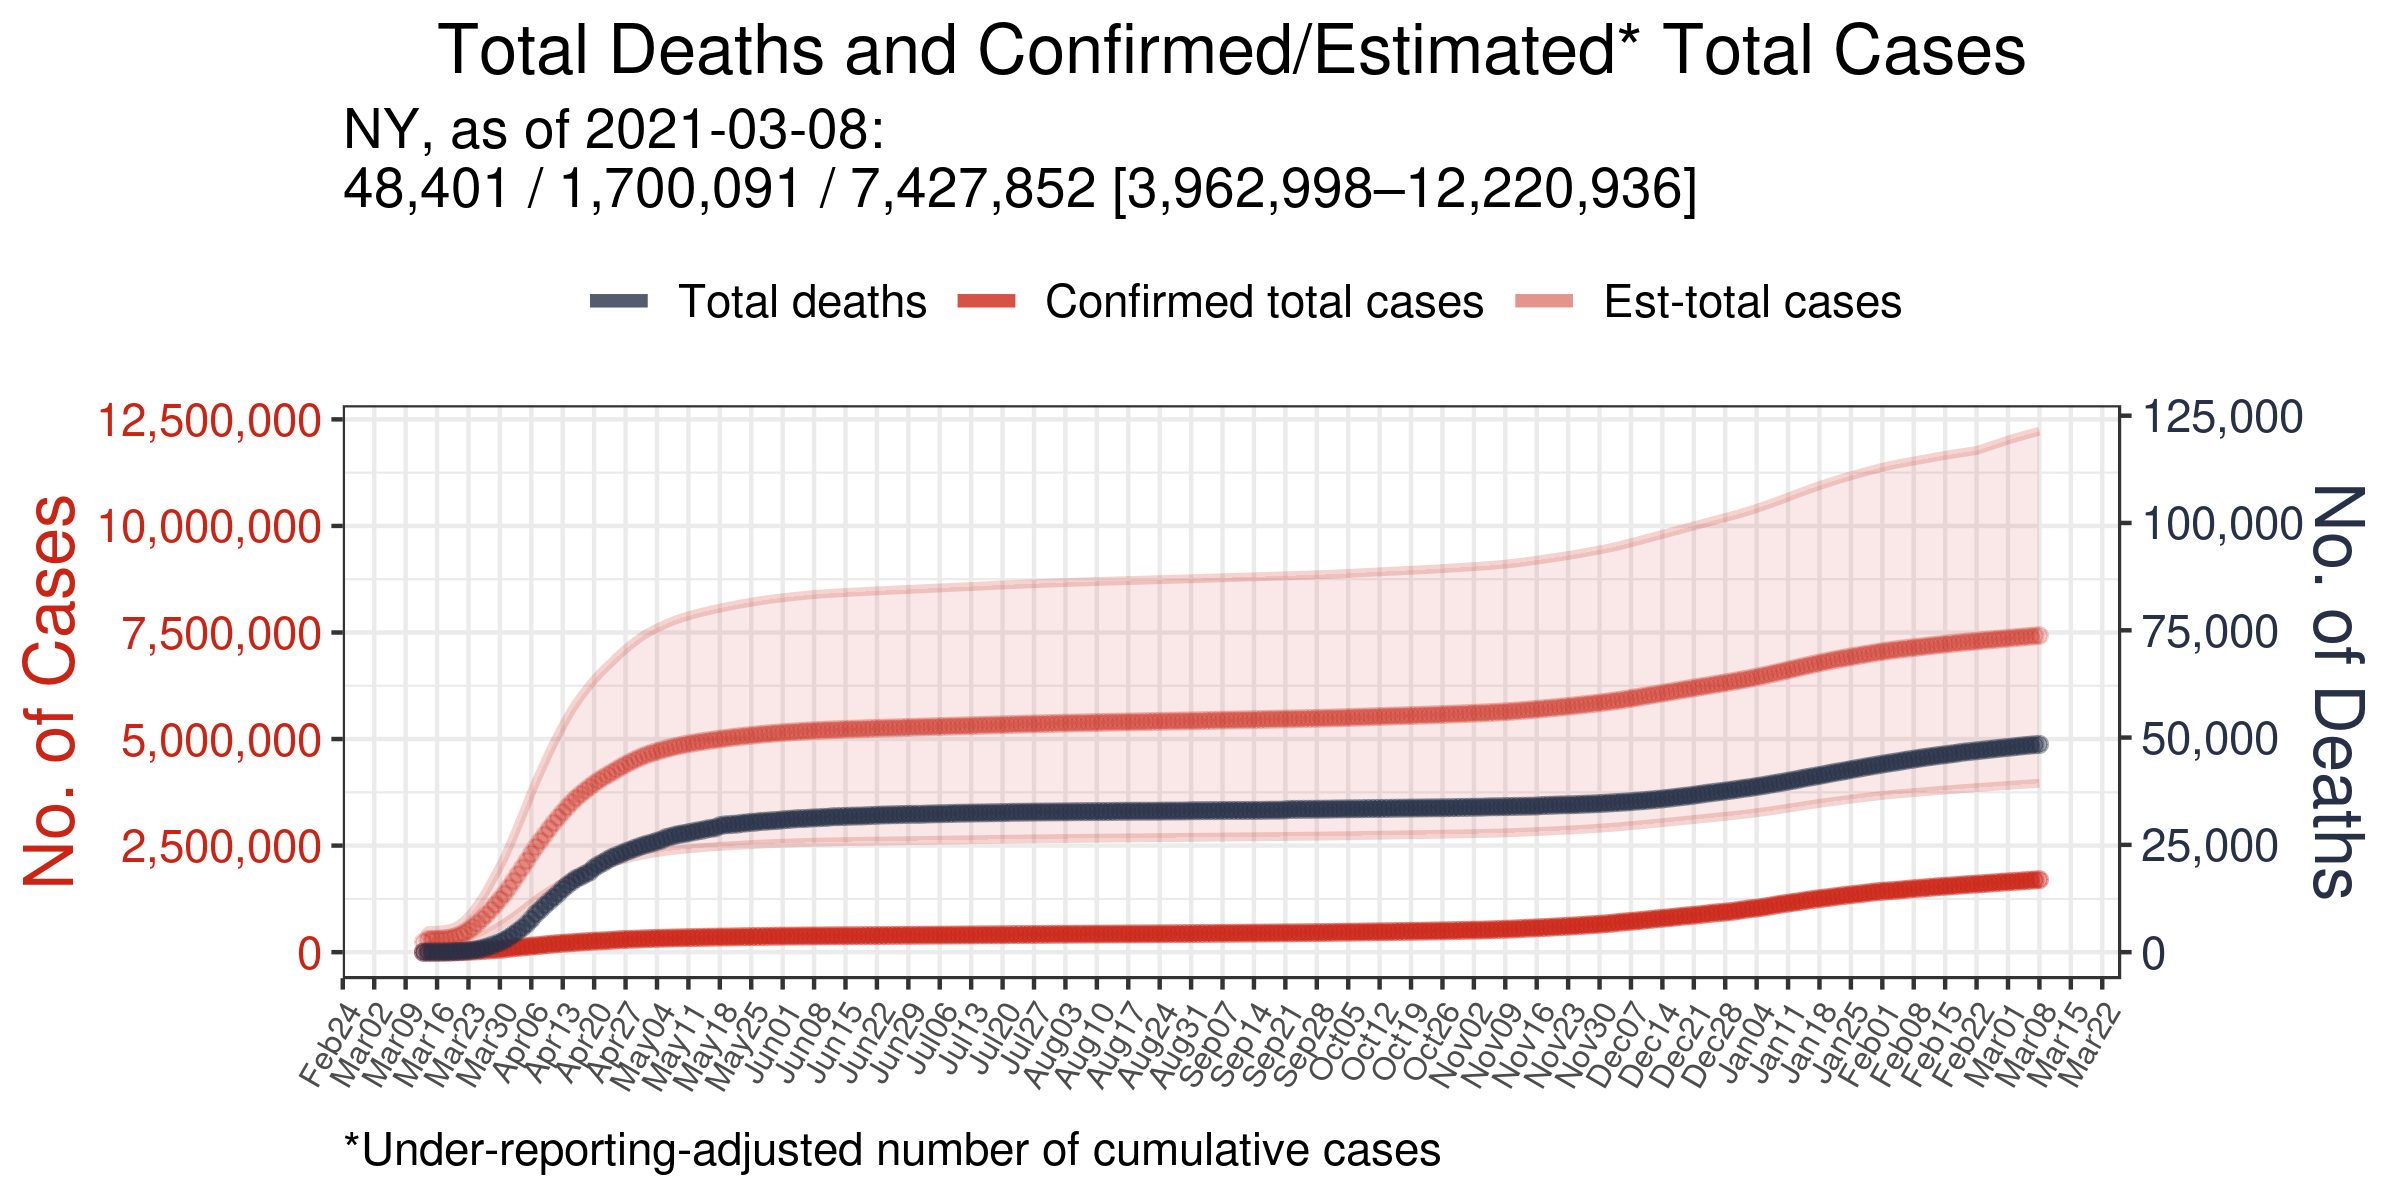 Total Deaths and Confirmed/Estimated* Total Cases
NY, as of 2021-03-08:
48,401 / 1,700,091 / 7,427,852 [3,962,998–12,220,936]
Total deaths
Confirmed total cases
Est-total cases
No. of Cases
12,500,000
10,000,000
7,500,000
5,000,000
2,500,000
0
125,000
100,000
75,000
50,000
25,000
0
No. of Deaths
Feb24
Mar02
Mar09
Mar16
Mar23
Mar30
Apr06
Apr13
Apr20
Apr27
May04
May11
May18
May25
Jun01
Jun08
Jun15
Jun22
Jun29
Jul06
Jul13
Jul20
Jul27
Aug03
Aug10
Aug17
Aug24
Aug31
Sep07
Sep14
Sep21
Sep28
Oct05
Oct12
Oct19
Oct26
Nov02
Nov09
Nov16
Nov23
Nov30
Dec07
Dec14
Dec21
Dec28
Jan04
Jan11
Jan18
Jan25
Feb01
Feb08
Feb15
Feb22
Mar01
Mar08
Mar15
Mar22
*Under-reporting-adjusted number of cumulative cases